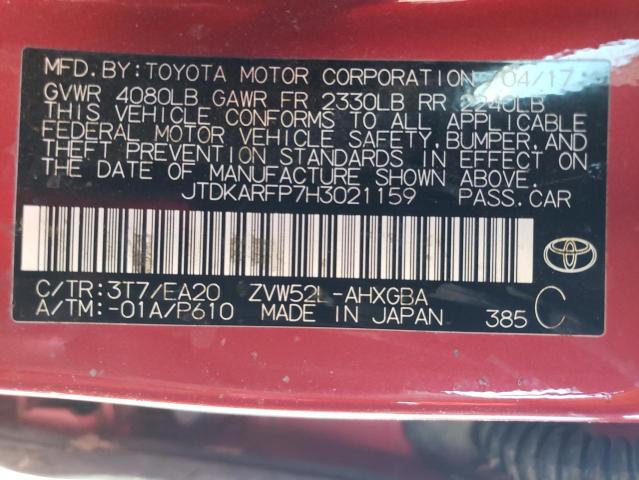 MFD. BY: TOYOTA MOTOR CORPORATION 04/17
GVWR 4080LB GAWR FR 2330LB RR 2240LB
THIS VEHICLE CONFORMS TO ALL APPLICABLE
FEDERAL MOTOR VEHICLE SAFETY, BUMPER, AND
THEFT PREVENTION STANDARDS IN EFFECT ON
THE DATE OF MANUFACTURE SHOWN ABOVE.
JTDKARFP7H3021159 PASS. CAR
C/TR: 3T7/EA20 ZVW52L-AHXGBA
A/TM: -01A/P610 MADE IN JAPAN 385 C